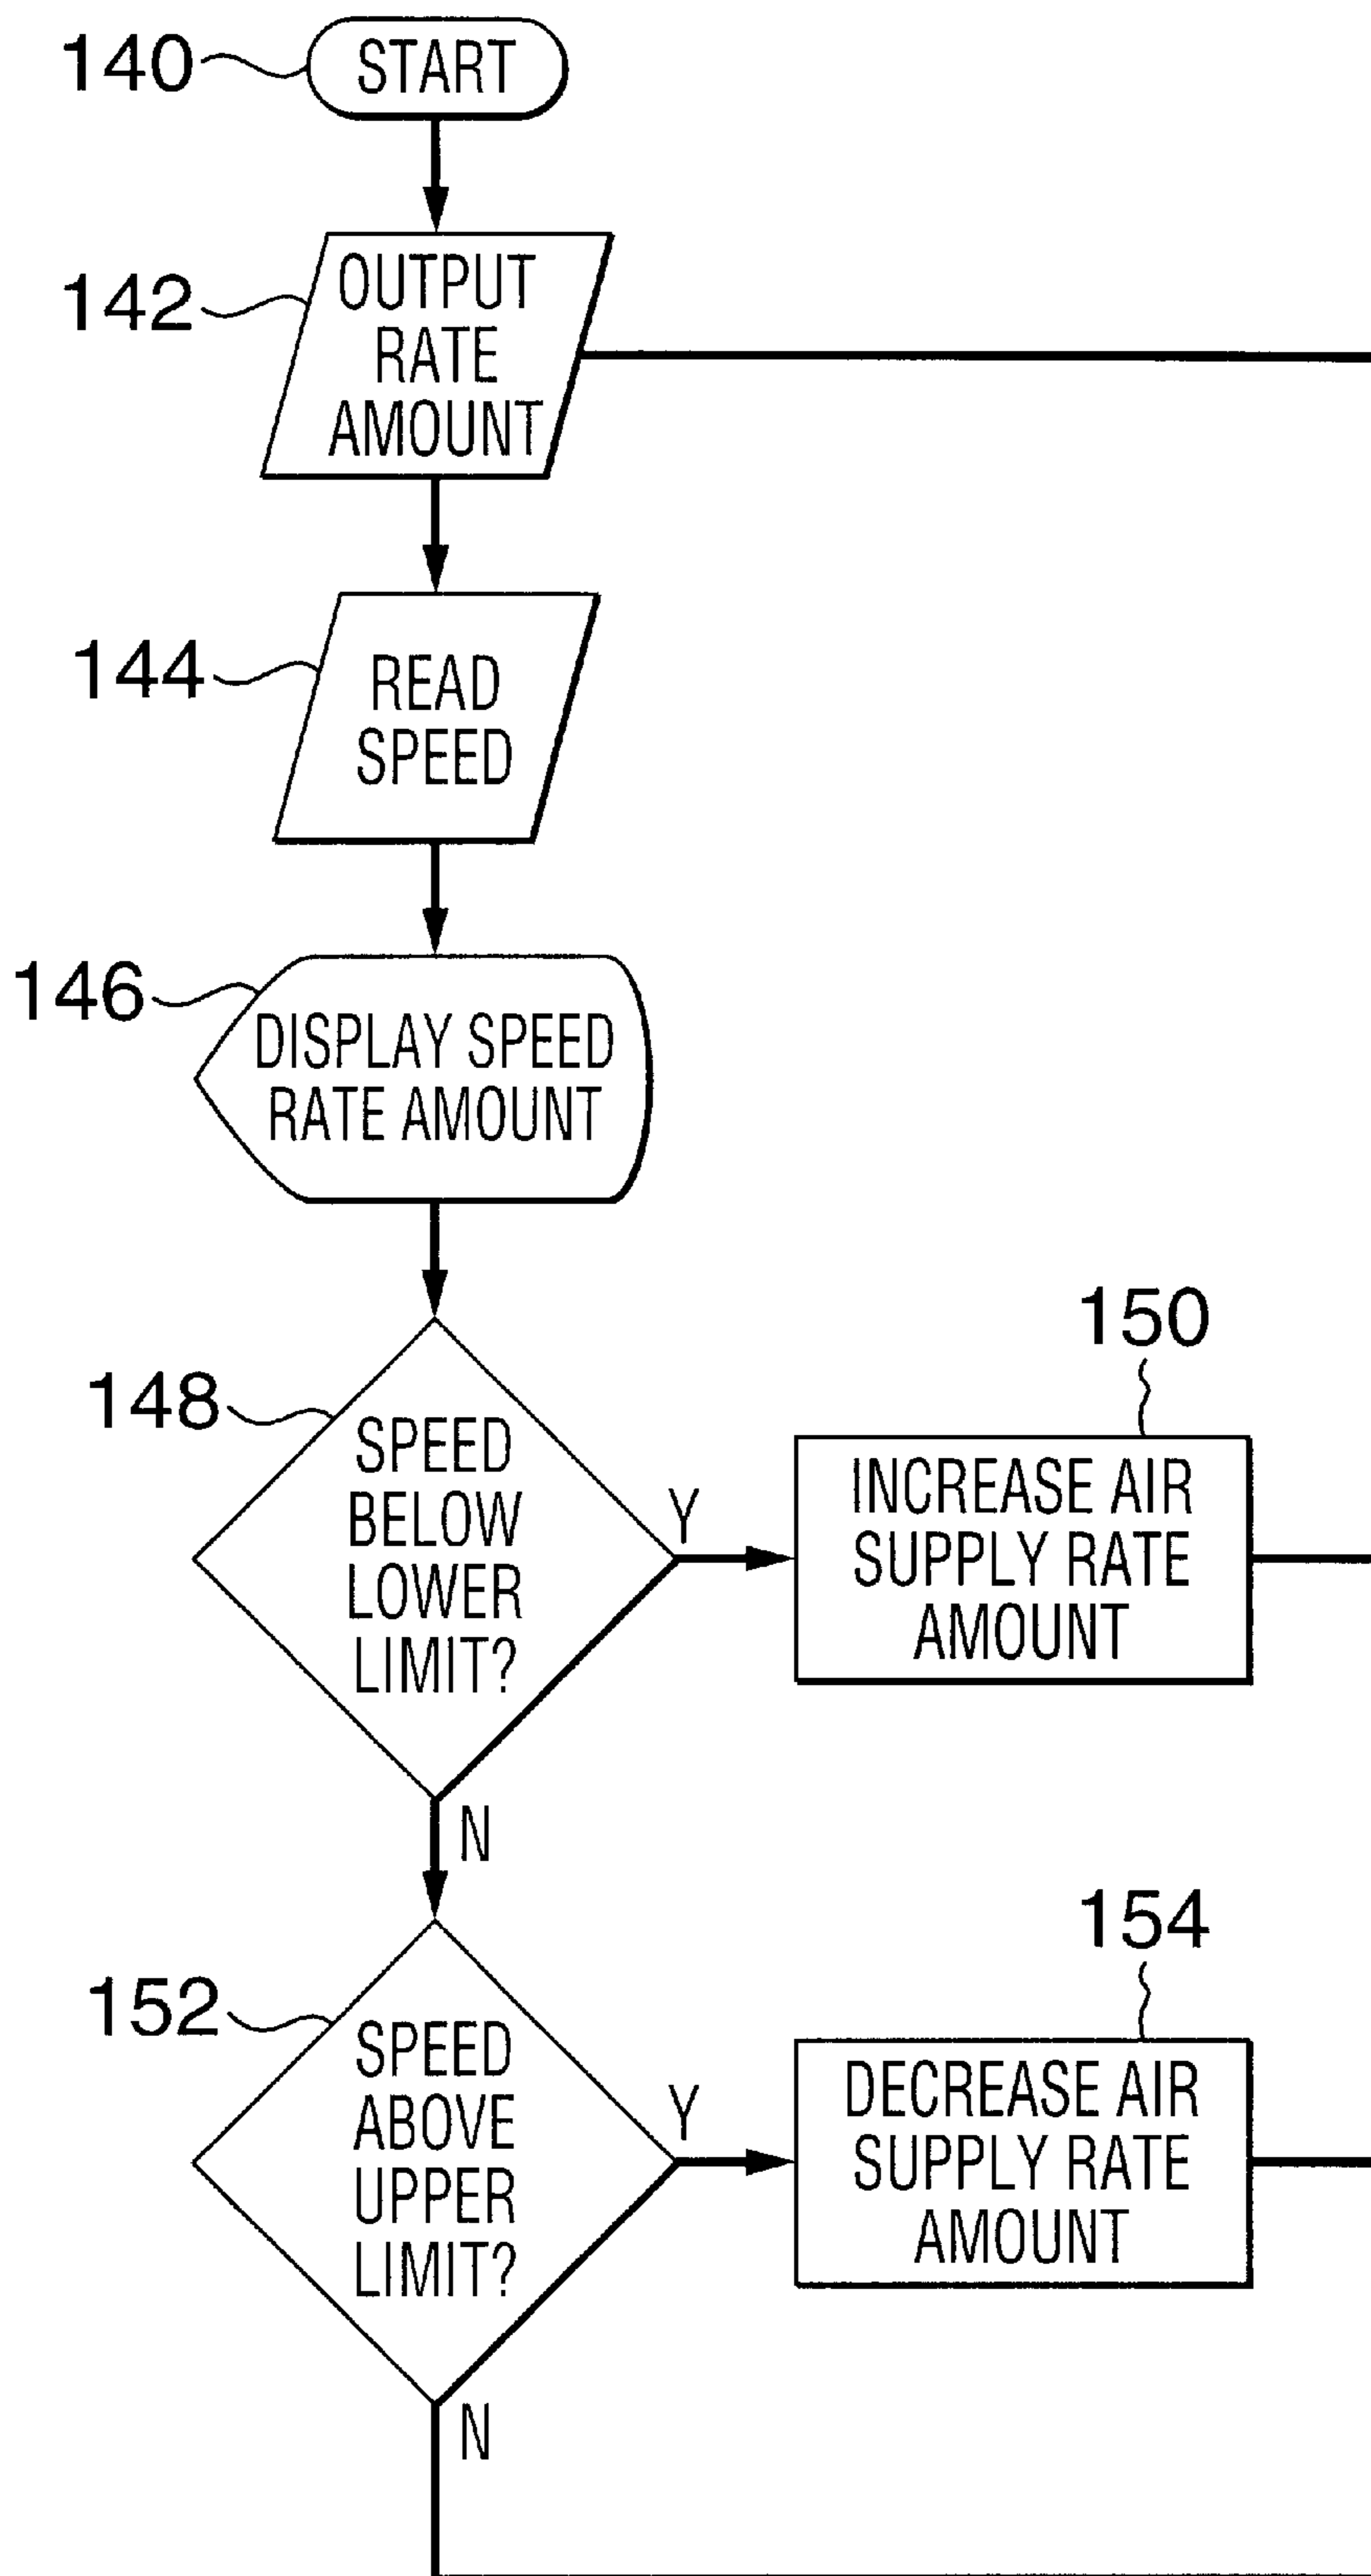 140
START
142
OUTPUT
RATE
AMOUNT
144
READ
SPEED
146
DISPLAY SPEED
RATE AMOUNT
148
SPEED
BELOW
LOWER
LIMIT?
Y
N
150
INCREASE AIR
SUPPLY RATE
AMOUNT
152
SPEED
ABOVE
UPPER
LIMIT?
Y
N
154
DECREASE AIR
SUPPLY RATE
AMOUNT